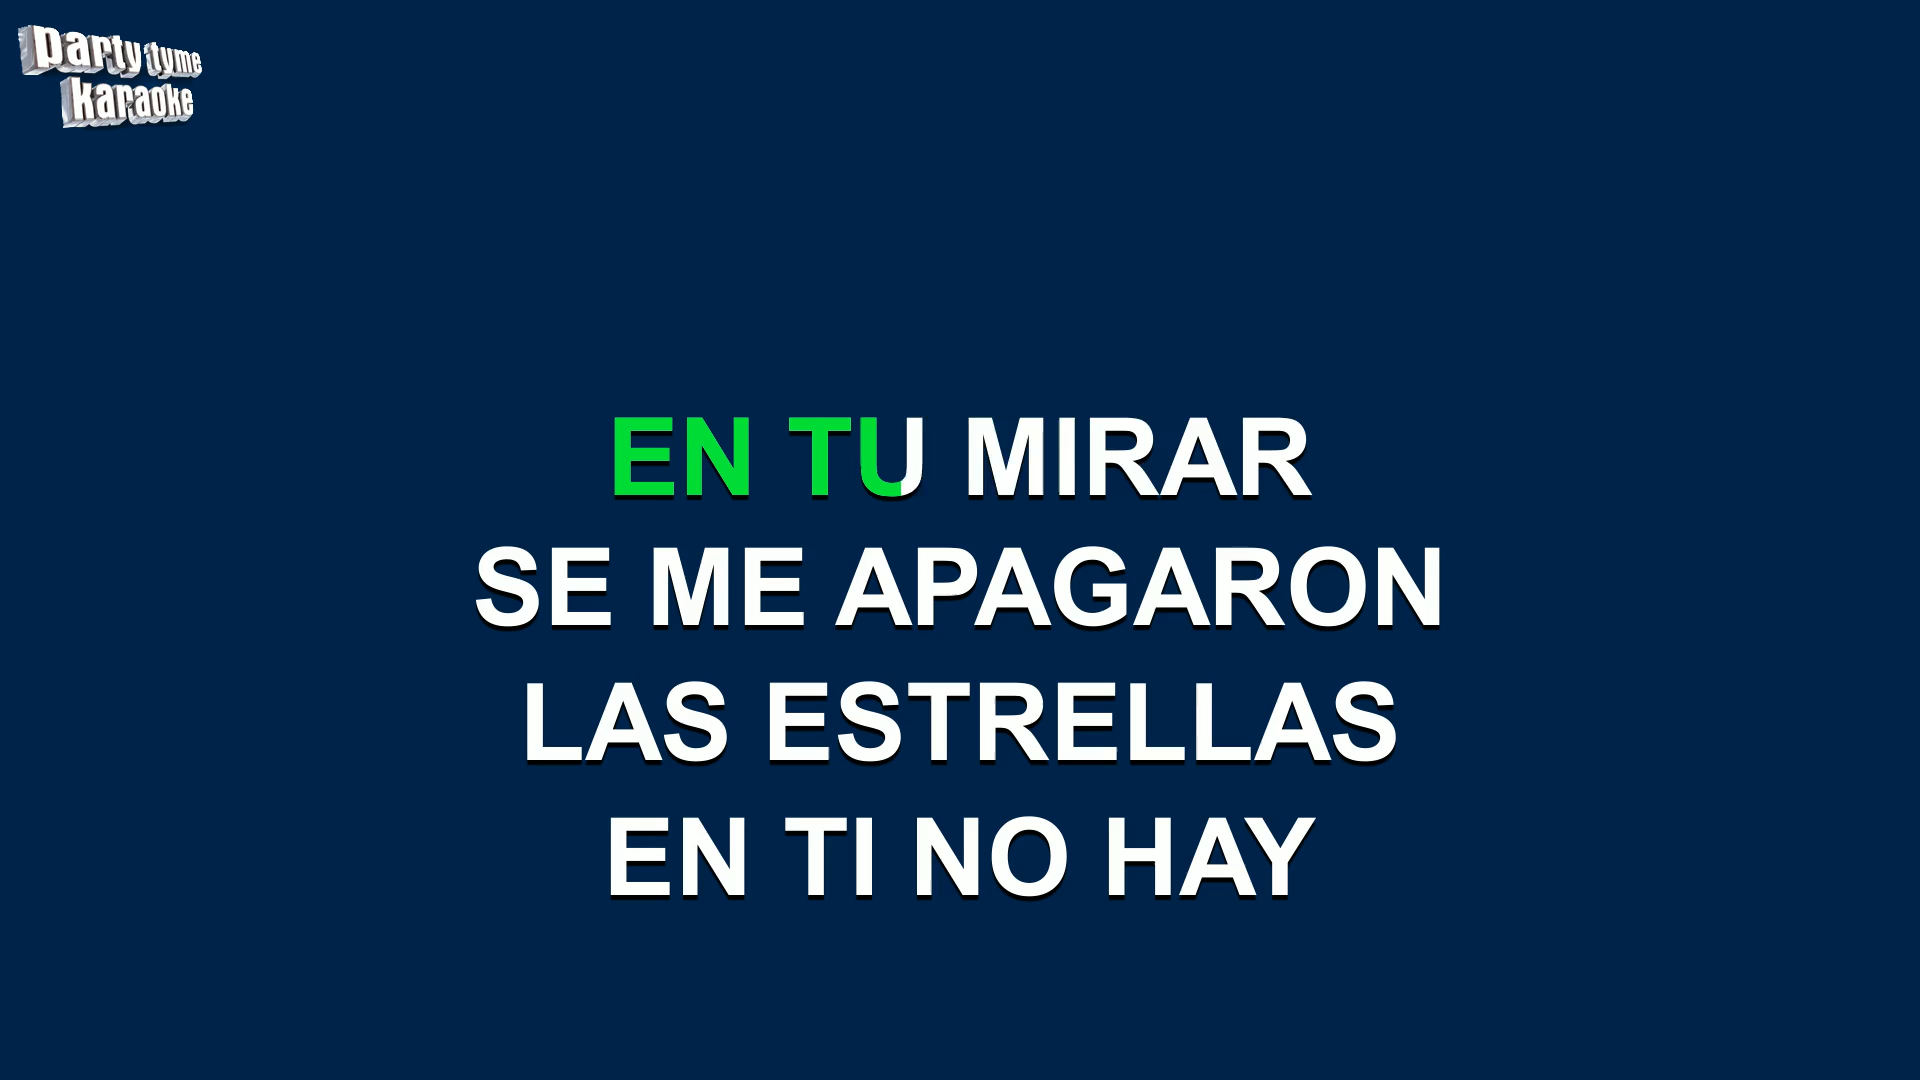 party tyme
karaoke
EN TU MIRAR
SE ME APAGARON
LAS ESTRELLAS
EN TI NO HAY